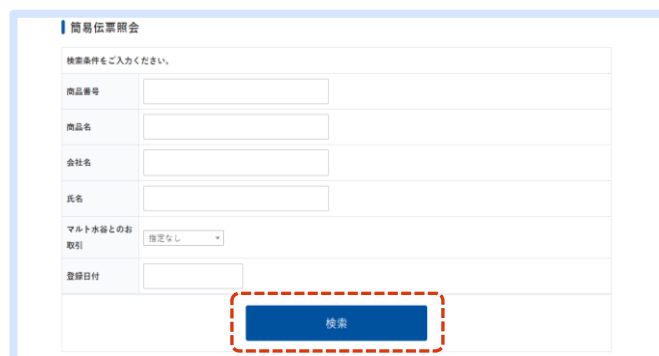 簡易伝票照会
検索条件をご入力ください。
商品番号
商品名
会社名
氏名
マルト水谷とのお
取引
指定なし
登録日付
検索